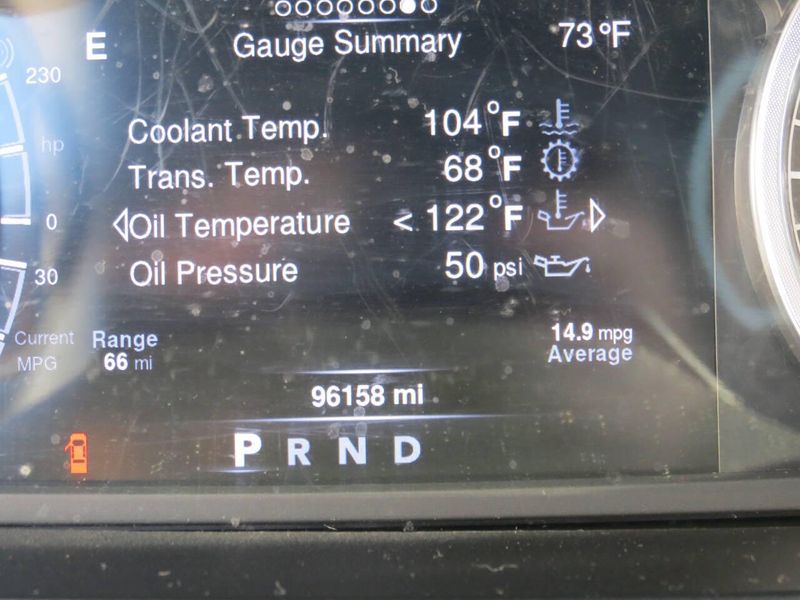 E
Gauge Summary
73 °F
230
hp
0
30
Coolant Temp. 104 °F
Trans. Temp. 68 °F
Oil Temperature < 122 °F
Oil Pressure 50 psi
Current
MPG
Range
66 mi
14.9 mpg
Average
96158 mi
P R N D